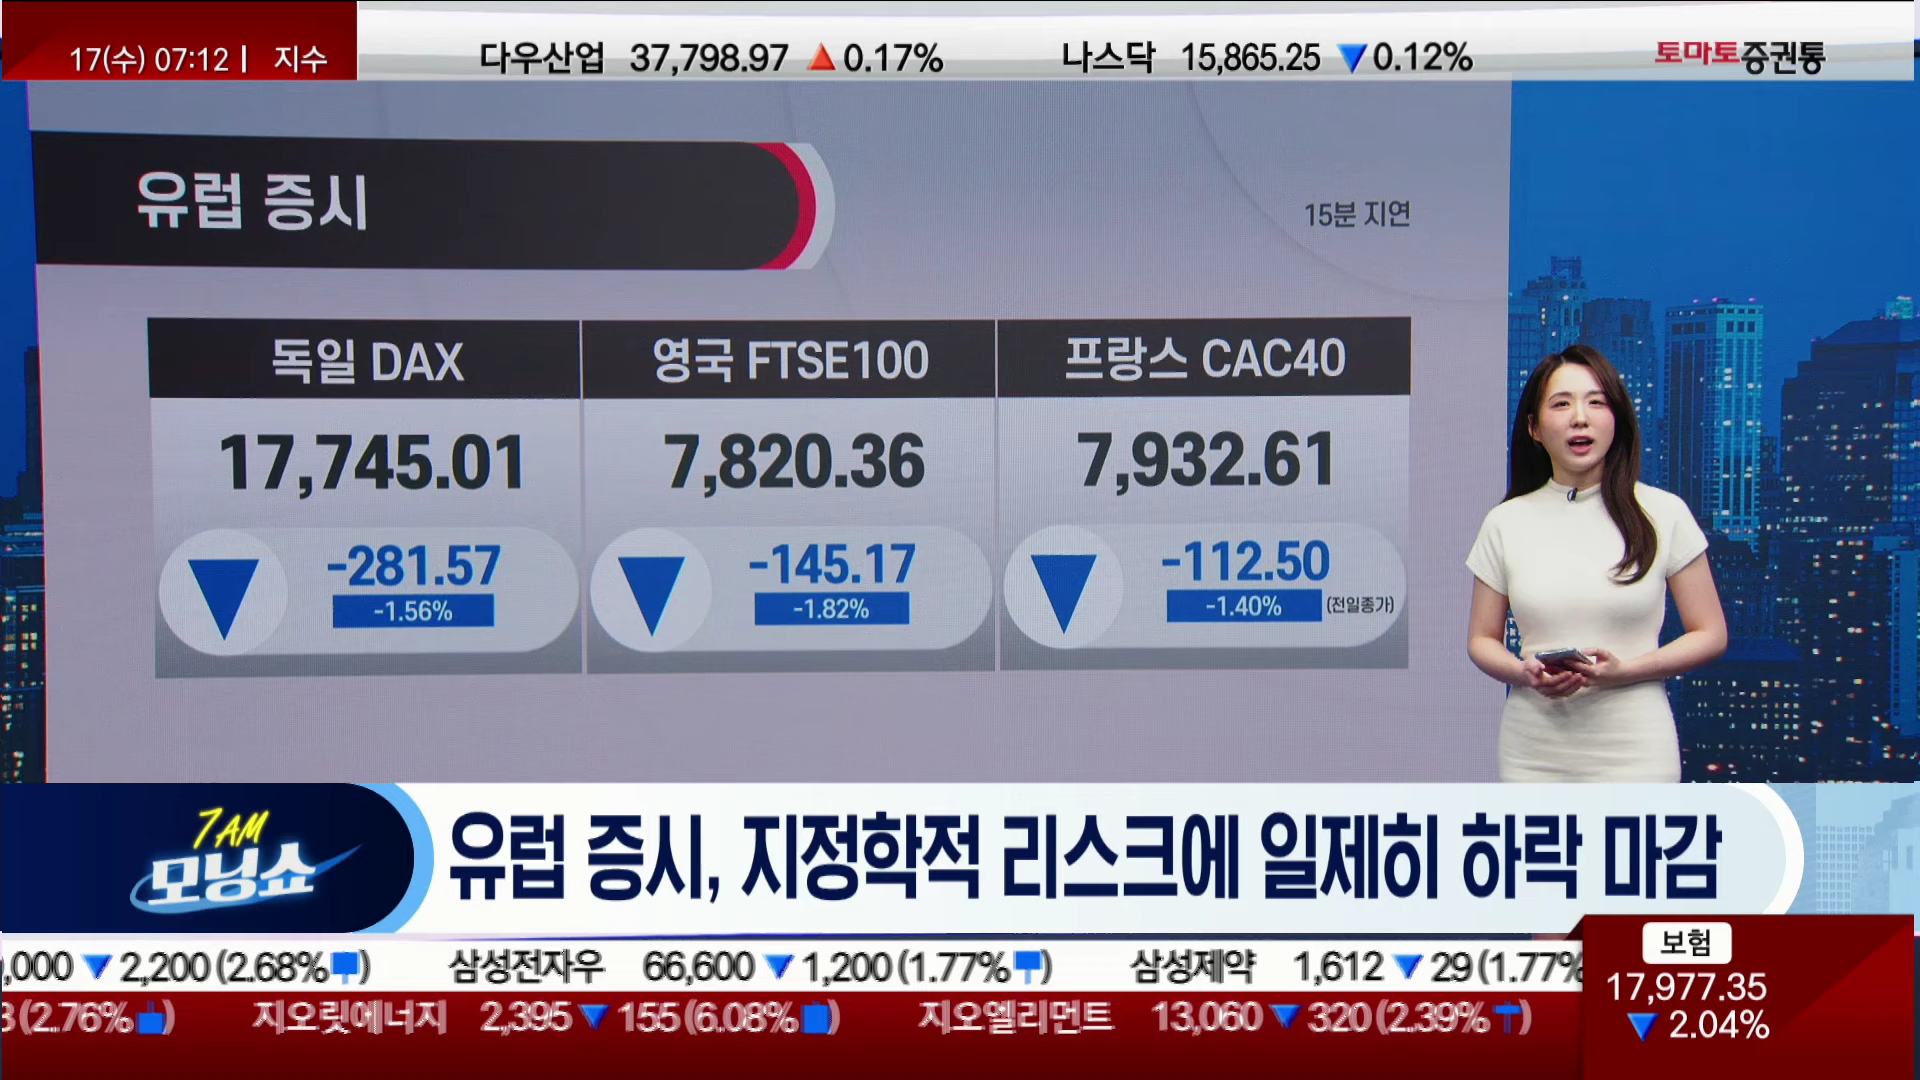 17(수) 07:12 | 지수
다우산업 37,798.97 ▲ 0.17%
나스닥 15,865.25 ▼ 0.12%
토마토증권통
유럽 증시
15분 지연
독일 DAX
17,745.01
▼ -281.57
-1.56%
영국 FTSE100
7,820.36
▼ -145.17
-1.82%
프랑스 CAC40
7,932.61
▼ -112.50
-1.40% (전일종가)
7AM
모닝쇼
유럽 증시, 지정학적 리스크에 일제히 하락 마감
,000 ▼ 2,200 (2.68% ) 삼성전자우 66,600 ▼ 1,200 (1.77% ) 삼성제약 1,612 ▼ 29 (1.77%
(2.76% ) 지오릿에너지 2,395 ▼ 155 (6.08% ) 지오엘리먼트 13,060 ▼ 320 (2.39% )
보험
17,977.35
▼ 2.04%